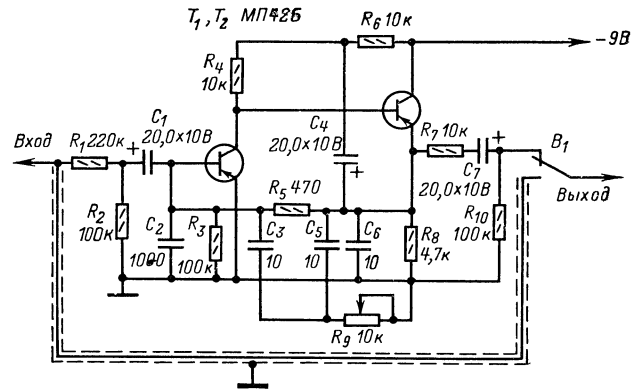 T₁, T₂ МП42Б
R₆ 10к
−9В
R₄
10к
C₁
20,0×10В
C₄
20,0×10В
Вход
R₁ 220к
+
R₇ 10к
+
C₇
20,0×10В
B₁
Выход
R₂
100к
C₂
1000
R₃
100к
R₅ 470
+
C₃
10
C₅
10
C₆
10
R₈
4,7к
R₁₀
100к
R₉ 10к